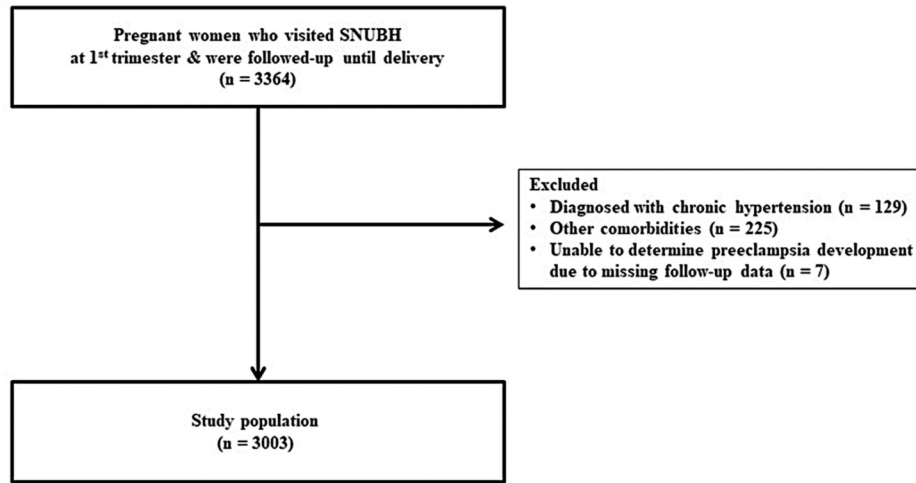 Pregnant women who visited SNUBH
at 1st trimester & were followed-up until delivery
(n = 3364)
Excluded
• Diagnosed with chronic hypertension (n = 129)
• Other comorbidities (n = 225)
• Unable to determine preeclampsia development
due to missing follow-up data (n = 7)
Study population
(n = 3003)